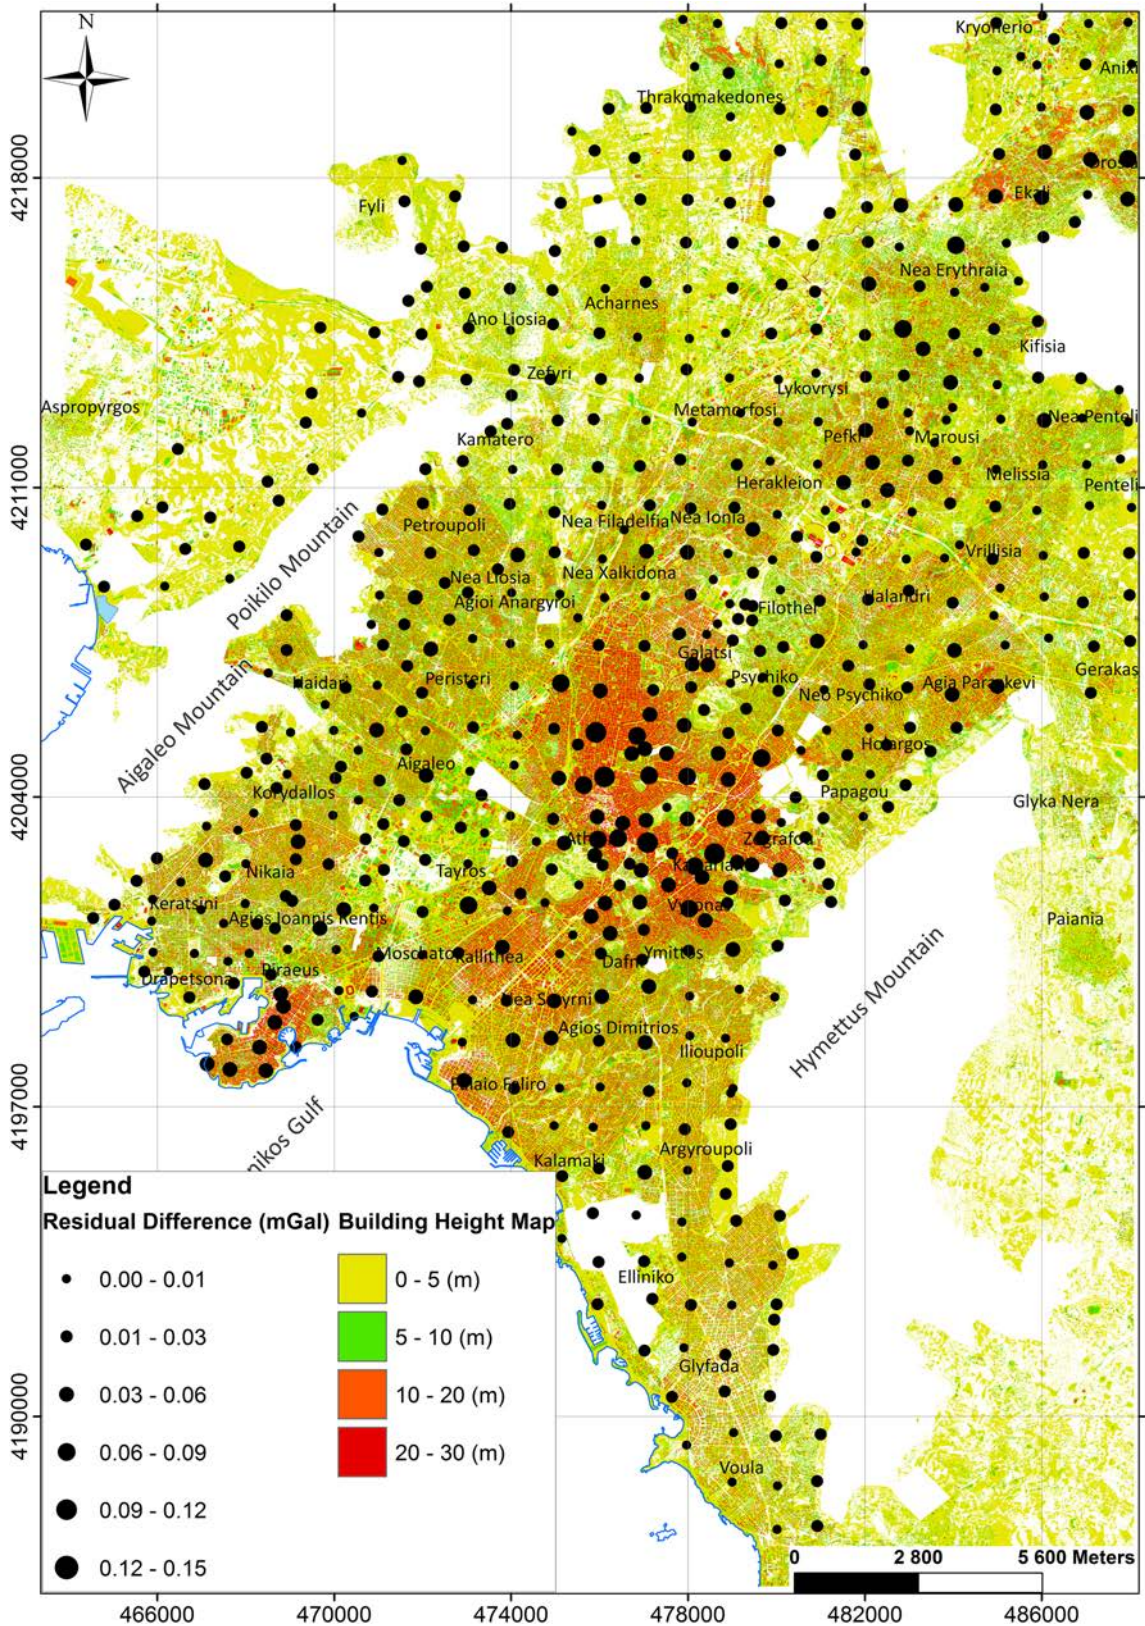 N
Kryonerio
Anixi
Thrakomakedones
4218000
Drosia
Ekali
Fyli
Nea Erythraia
Acharnes
Ano Liosia
Kifisia
Zefyri
Lykovrysi
Aspropyrgos
Metamorfosi
Nea Penteli
Kamatero
Pefki
Marousi
4211000
Herakleion
Melissia
Penteli
Petroupoli
Nea Filadelfia
Nea Ionia
Poikilo Mountain
Vrillisia
Nea Liosia
Nea Xalkidona
Agioi Anargyroi
Filothei
Halandri
Galatsi
Gerakas
Haidari
Peristeri
Psychiko
Neo Psychiko
Agia Paraskevi
Aigaleo Mountain
Holargos
Aigaleo
Korydallos
Papagou
Glyka Nera
4204000
Zografou
Nikaia
Tayros
Kaisariani
Keratsini
Vyronas
Agios Ioannis Rentis
Paiania
Moschato
Kallithea
Dafni
Ymittos
Piraeus
Drapetsona
Nea Smyrni
Hymettus Mountain
Agios Dimitrios
Ilioupoli
Palaio Faliro
4197000
nikos Gulf
Argyroupoli
Kalamaki
Legend
Residual Difference (mGal) Building Height Map
0.00 - 0.01
0 - 5 (m)
Elliniko
0.01 - 0.03
5 - 10 (m)
Glyfada
0.03 - 0.06
10 - 20 (m)
4190000
0.06 - 0.09
20 - 30 (m)
Voula
0.09 - 0.12
0.12 - 0.15
0 2 800 5 600 Meters
466000 470000 474000 478000 482000 486000